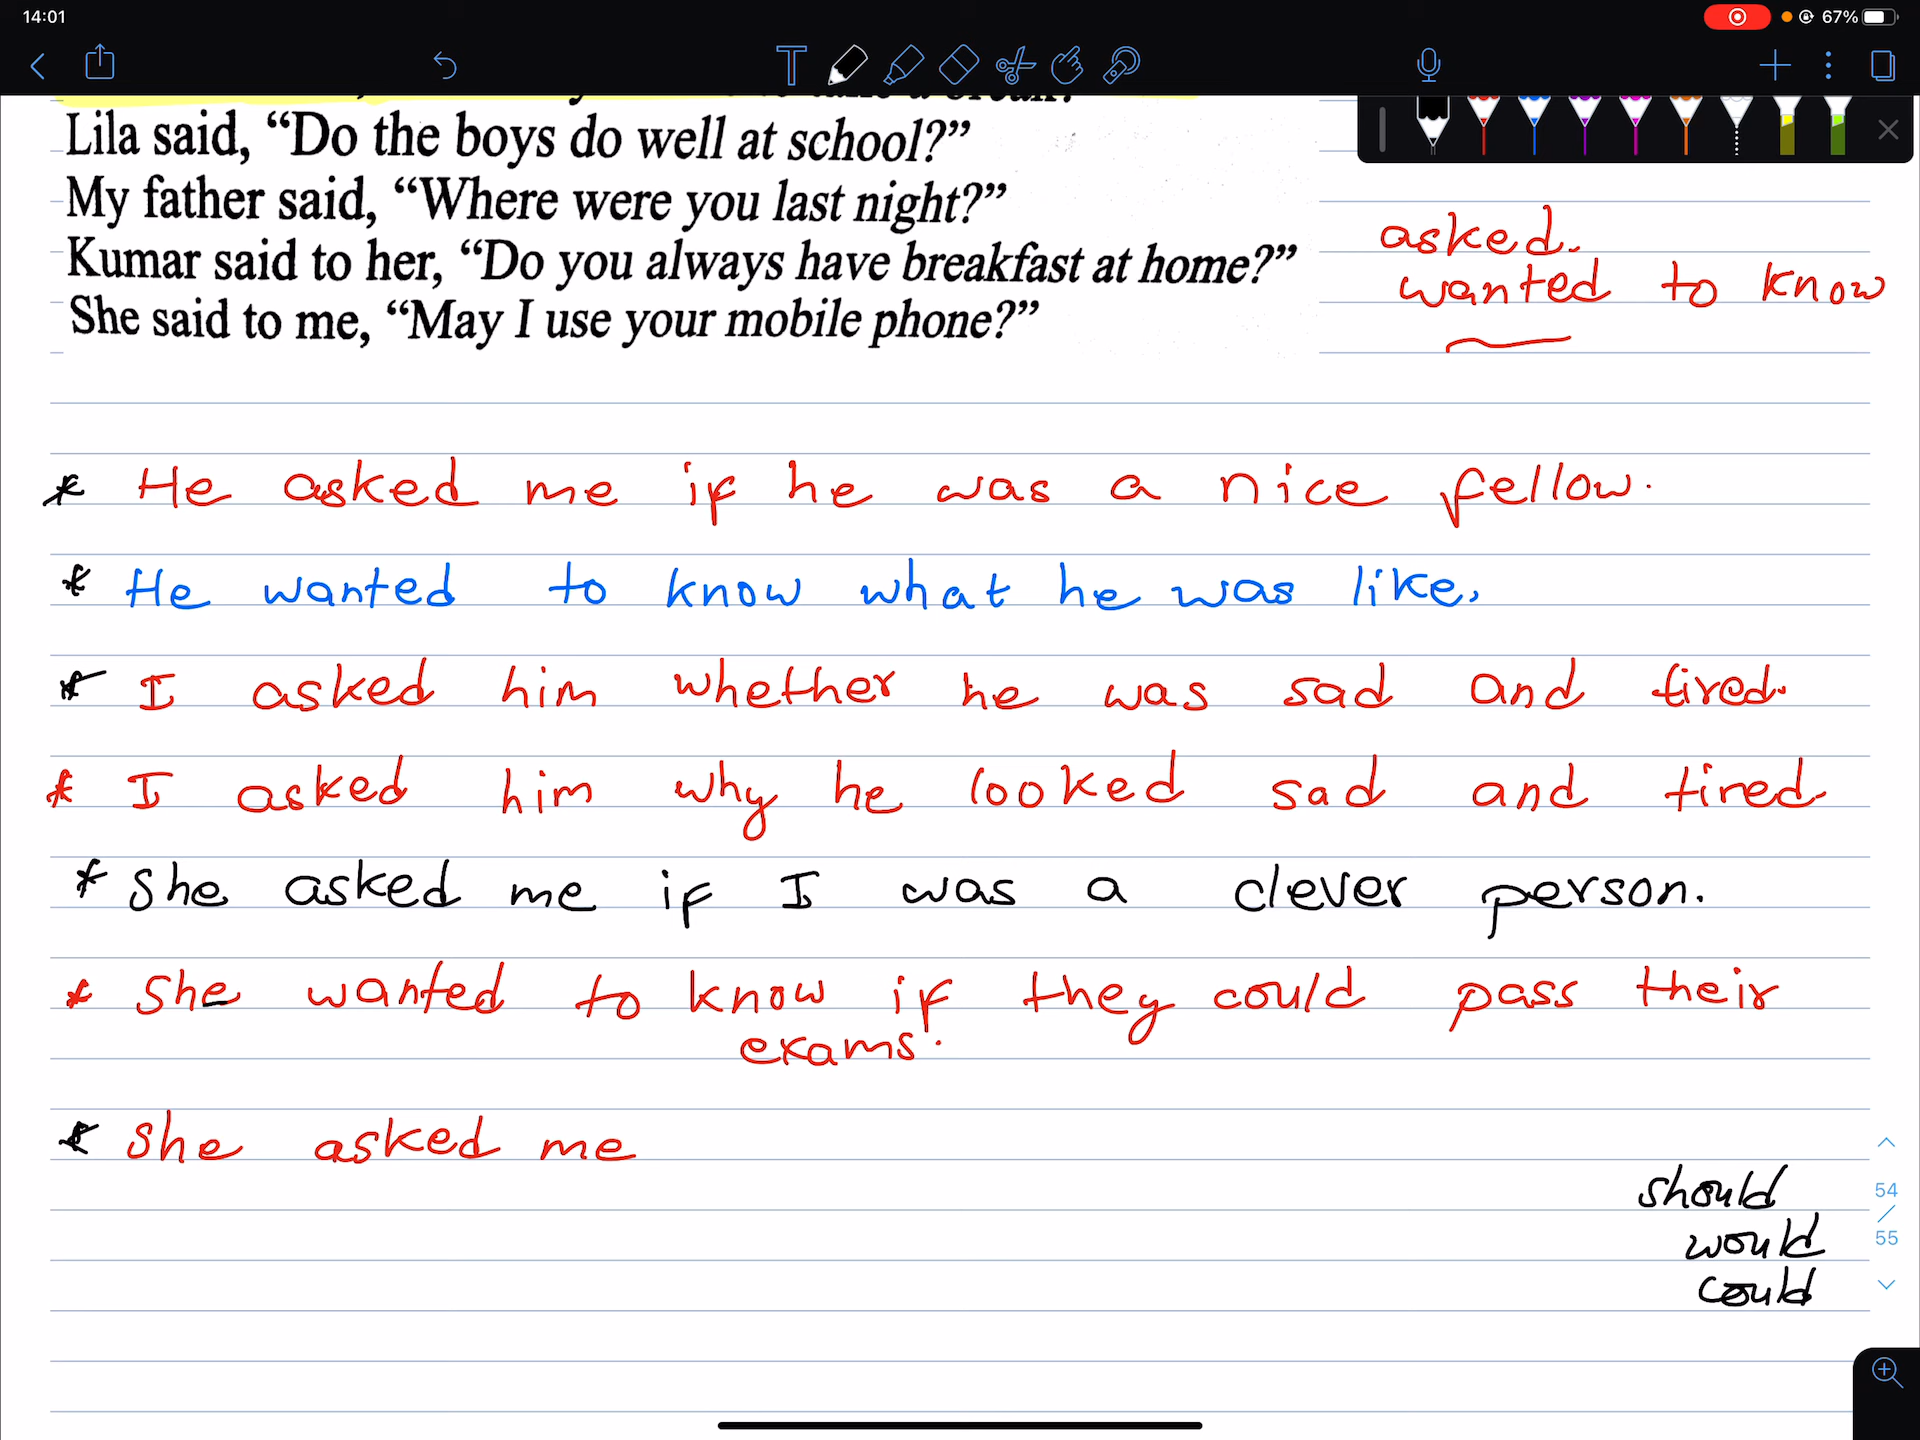 14:01
67%
a break?
Lila said, “Do the boys do well at school?”
My father said, “Where were you last night?”
Kumar said to her, “Do you always have breakfast at home?”
She said to me, “May I use your mobile phone?”
asked.
wanted to know
* He asked me if he was a nice fellow.
* He wanted to know what he was like.
* I asked him whether he was sad and tired.
* I asked him why he looked sad and tired.
* She asked me if I was a clever person.
* She wanted to know if they could pass their
exams.
* She asked me
should
would
could
54
/
55